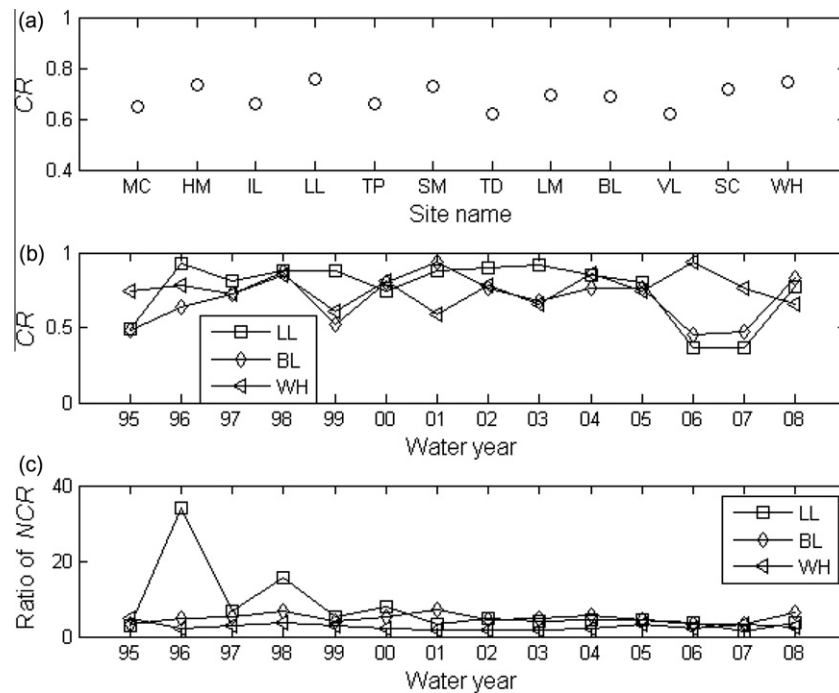 (a)
1
0.8
0.6
0.4
CR
MC HM IL LL TP SM TD LM BL VL SC WH
Site name
(b)
1
0.5
0
CR
LL
BL
WH
95 96 97 98 99 00 01 02 03 04 05 06 07 08
Water year
(c)
40
20
0
Ratio of NCR
LL
BL
WH
95 96 97 98 99 00 01 02 03 04 05 06 07 08
Water year